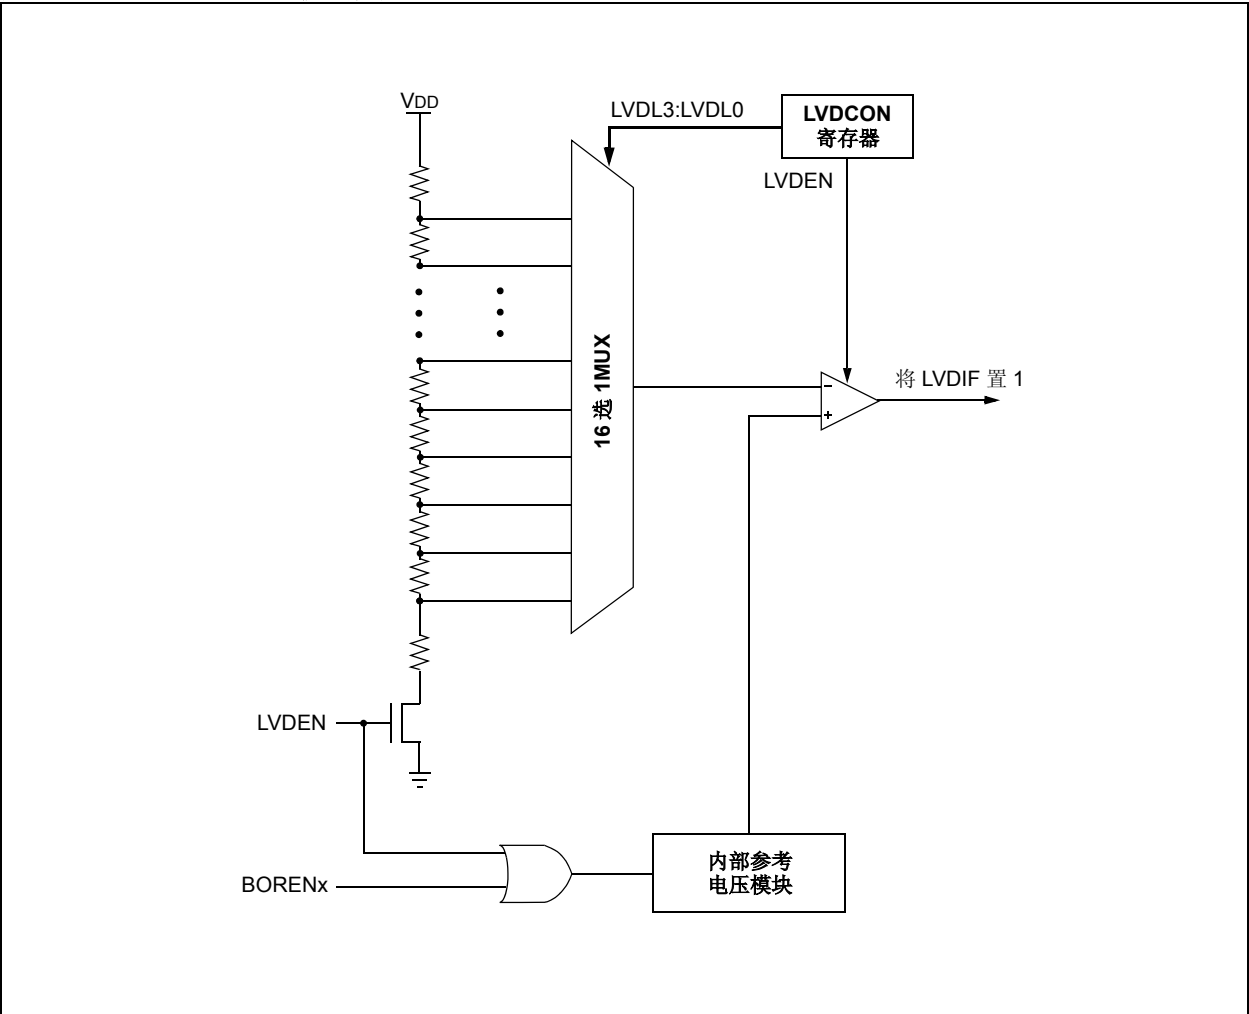 VDD
LVDL3:LVDL0
LVDCON
寄存器
LVDEN
16 选 1MUX
将 LVDIF 置 1
−
+
LVDEN
BORENx
内部参考
电压模块